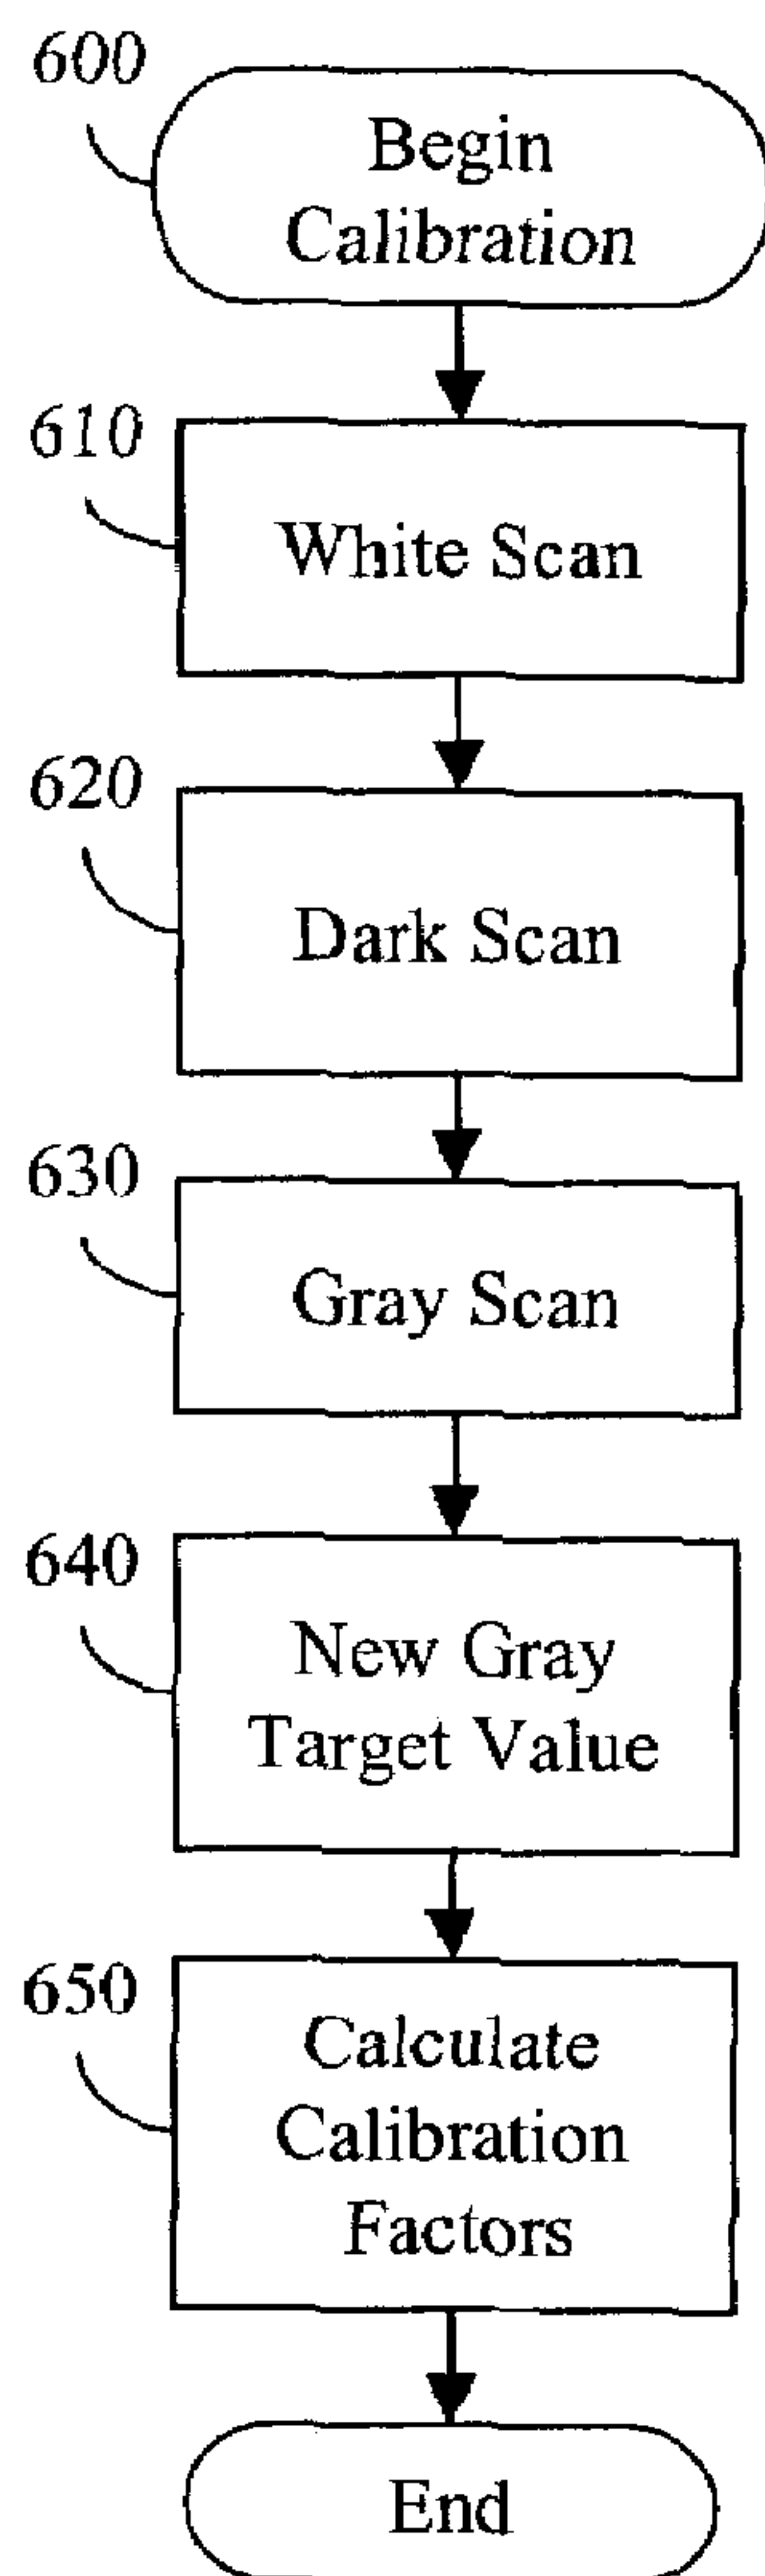 600
Begin
Calibration
610
White Scan
620
Dark Scan
630
Gray Scan
640
New Gray
Target Value
650
Calculate
Calibration
Factors
End